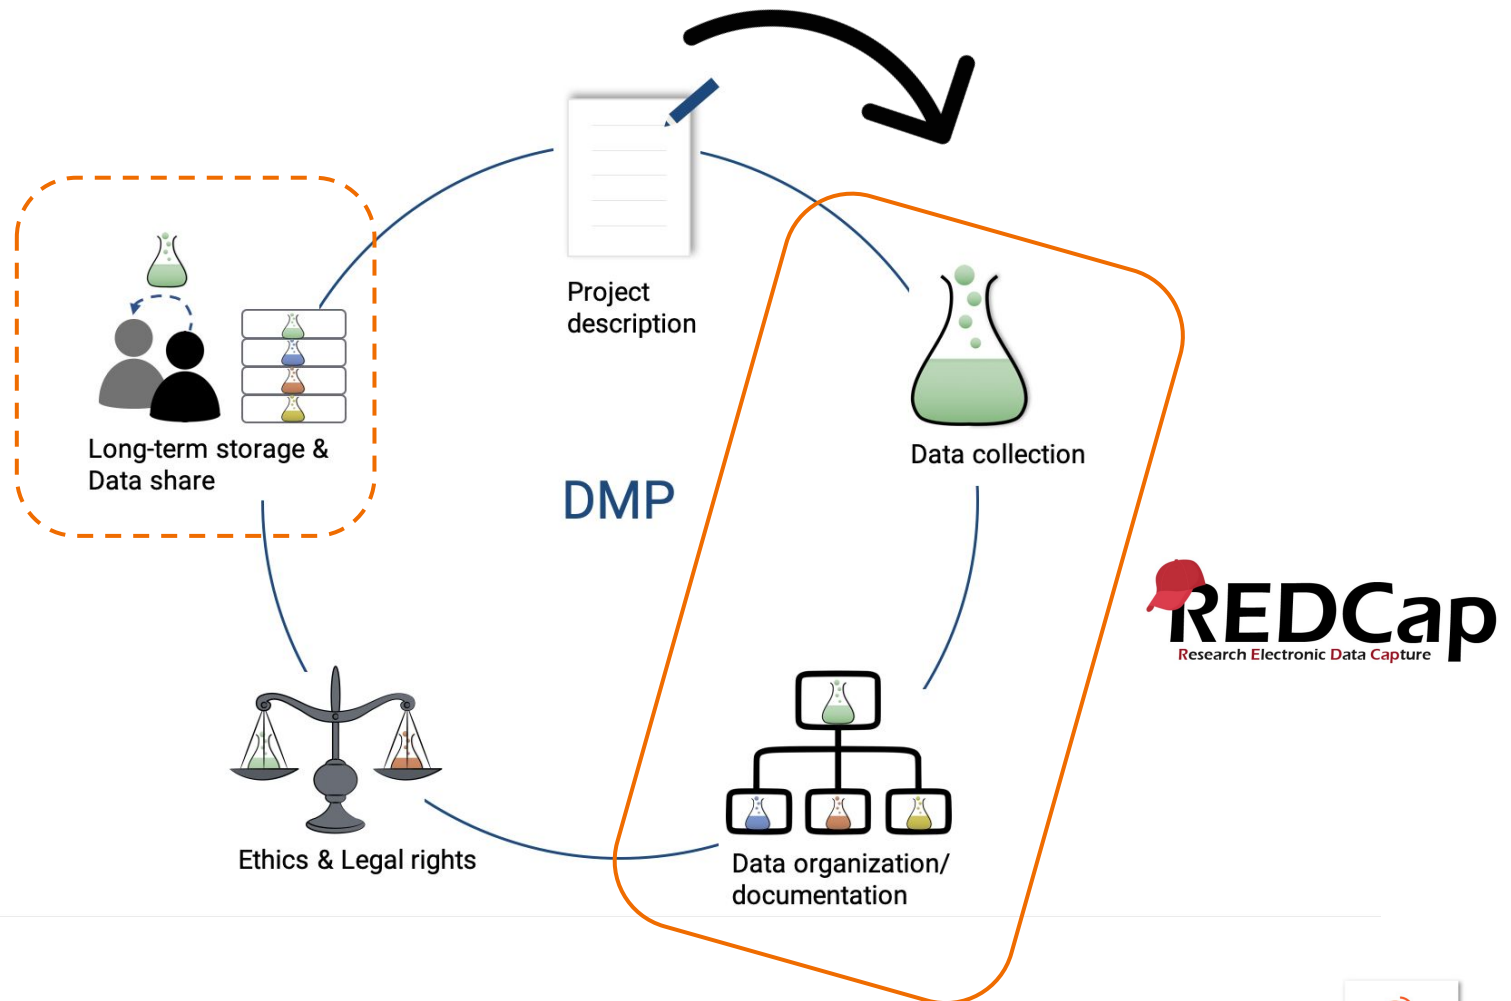 Project
description
Long-term storage &
Data share
Data collection
DMP
REDCap
Research Electronic Data Capture
Ethics & Legal rights
Data organization/
documentation